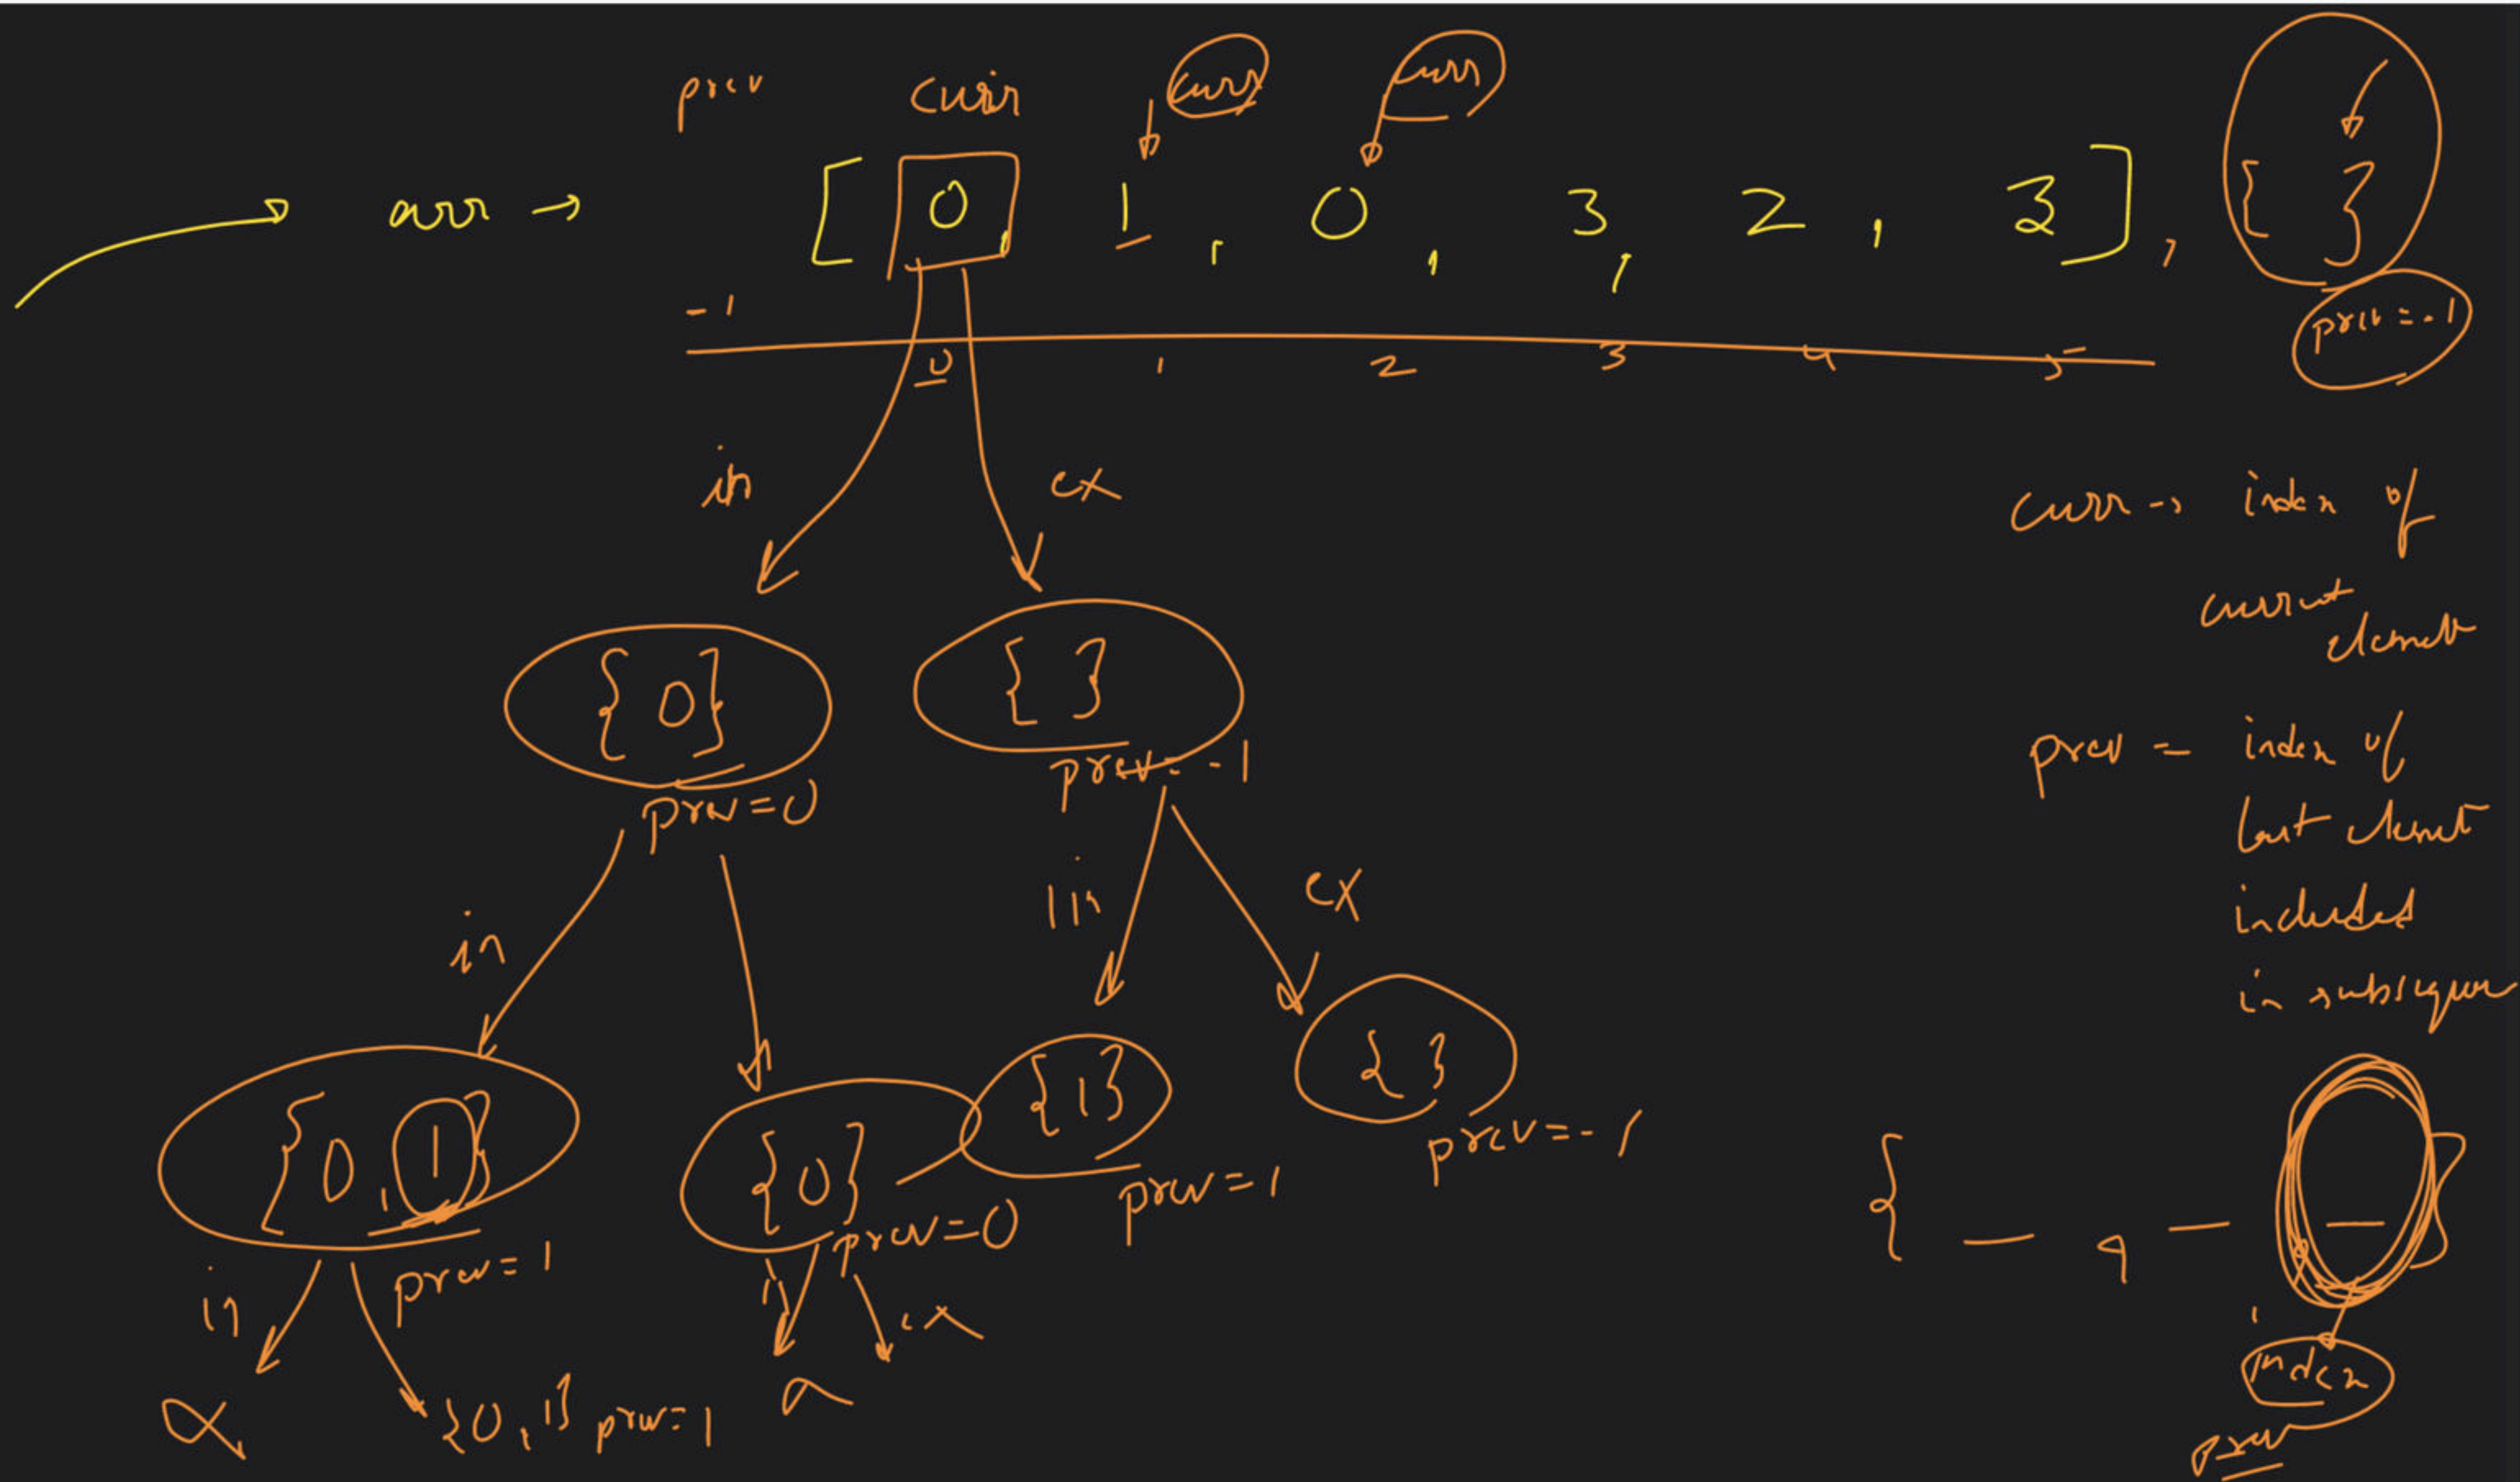 prev curr curr curr
arr → [ 0, 1, 0, 3, 2, 3 ], { }
-1 prev = -1
0 1 2 3 4 5
in ex
curr → index of
current
element
{ 0 } { }
prev = 0 prev = -1
prev = index of
last element
included
in
in ex
in
{ 0, 1 } { 0 } { 1 } { }
prev = 1 prev = 0 prev = 1 prev = -1
{ _ , _ _ }
in in ex
{0,1} prev=1
index
prev